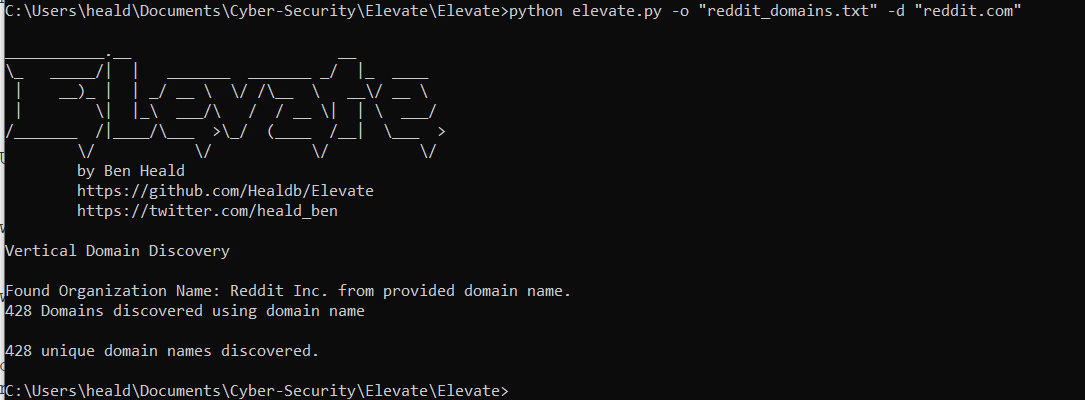 C:\Users\heald\Documents\Cyber-Security\Elevate\Elevate>python elevate.py -o "reddit_domains.txt" -d "reddit.com"
Elevate
by Ben Heald
https://github.com/Healdb/Elevate
https://twitter.com/heald_ben
Vertical Domain Discovery
Found Organization Name: Reddit Inc. from provided domain name.
428 Domains discovered using domain name
428 unique domain names discovered.
C:\Users\heald\Documents\Cyber-Security\Elevate\Elevate>